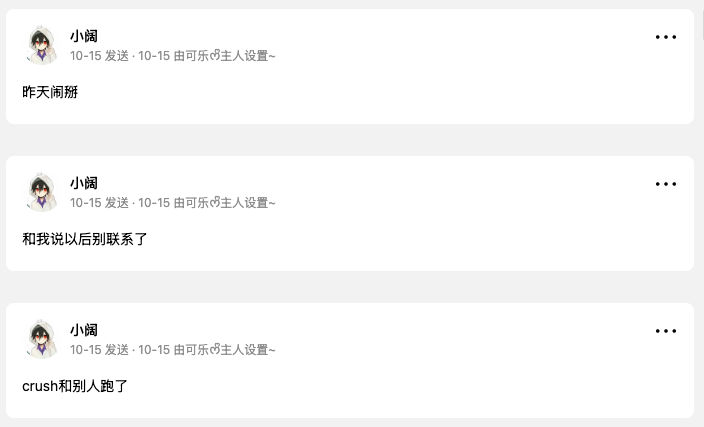 小阔
10-15 发送 · 10-15 由可乐ෆ主人设置~
昨天闹掰
小阔
10-15 发送 · 10-15 由可乐ෆ主人设置~
和我说以后别联系了
小阔
10-15 发送 · 10-15 由可乐ෆ主人设置~
crush和别人跑了